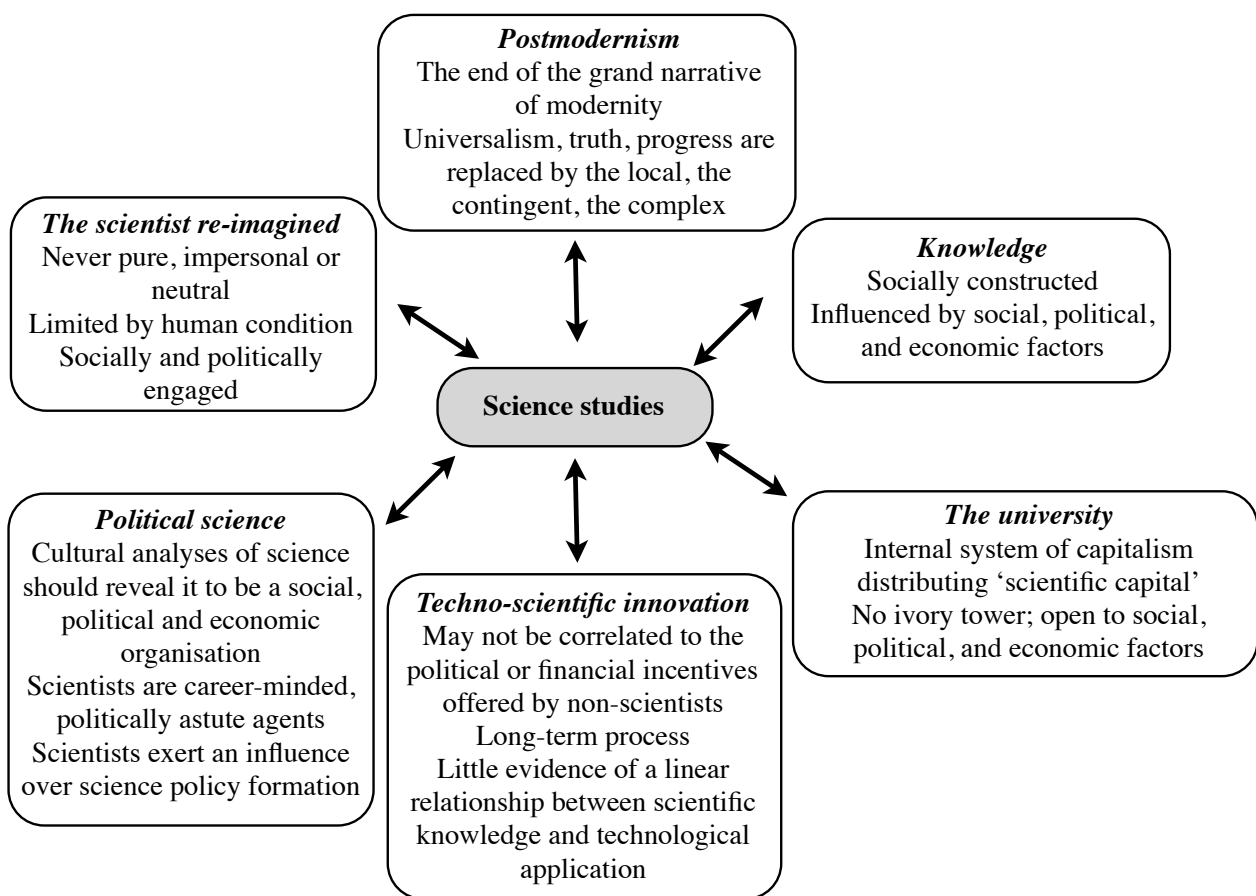 Postmodernism
The end of the grand narrative
of modernity
Universalism, truth, progress are
replaced by the local, the
contingent, the complex
The scientist re-imagined
Never pure, impersonal or
neutral
Limited by human condition
Socially and politically
engaged
Knowledge
Socially constructed
Influenced by social, political,
and economic factors
Science studies
Political science
Cultural analyses of science
should reveal it to be a social,
political and economic
organisation
Scientists are career-minded,
politically astute agents
Scientists exert an influence
over science policy formation
Techno-scientific innovation
May not be correlated to the
political or financial incentives
offered by non-scientists
Long-term process
Little evidence of a linear
relationship between scientific
knowledge and technological
application
The university
Internal system of capitalism
distributing ‘scientific capital’
No ivory tower; open to social,
political, and economic factors